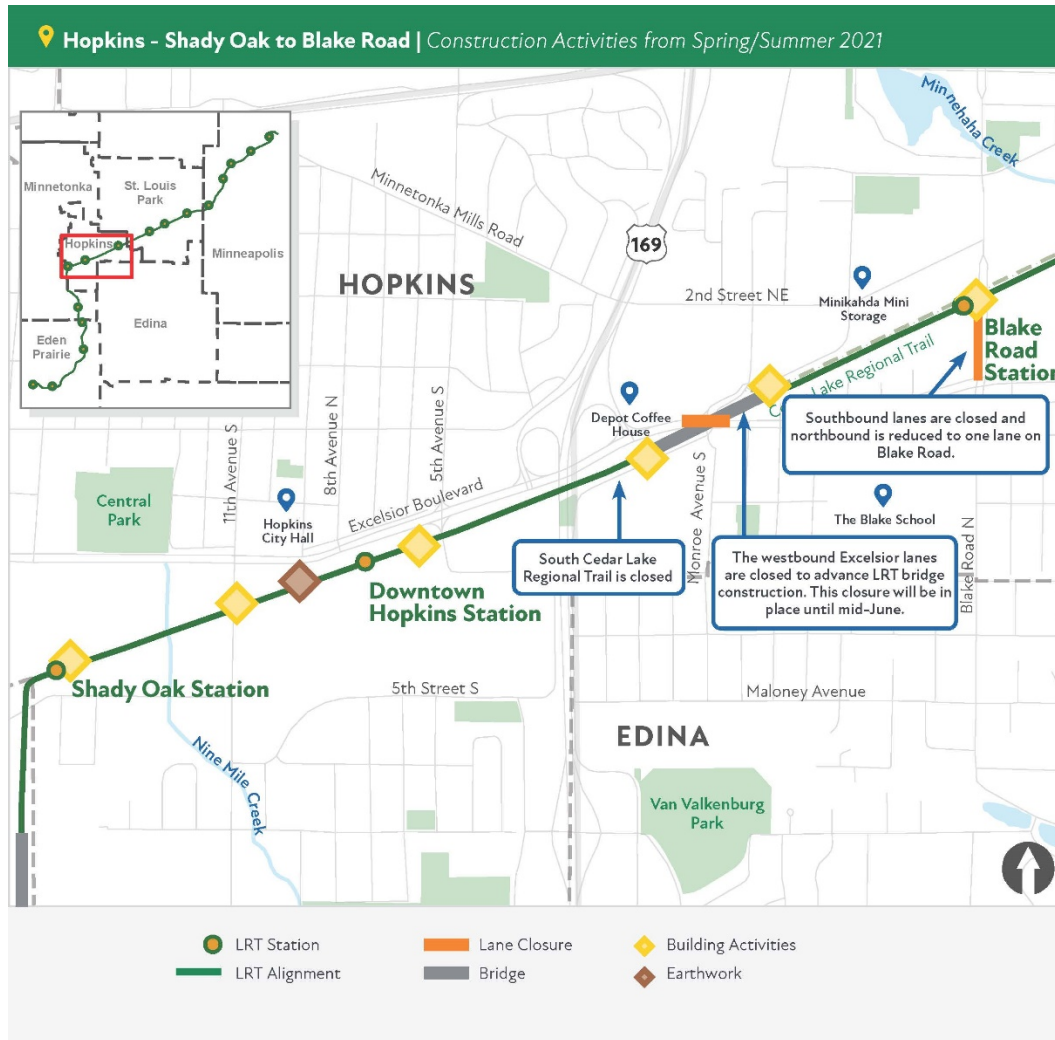 Hopkins - Shady Oak to Blake Road | Construction Activities from Spring/Summer 2021
Minnehaha Creek
Minnetonka
St. Louis
Park
Hopkins
Minneapolis
Edina
Eden
Prairie
Minnetonka Mills Road
169
HOPKINS
2nd Street NE
Minikahda Mini
Storage
Blake
Road
Station
Lake Regional Trail
Depot Coffee
House
Southbound lanes are closed and
northbound is reduced to one lane on
Blake Road.
11th Avenue S
8th Avenue N
5th Avenue S
Excelsior Boulevard
Central
Park
Hopkins
City Hall
The Blake School
South Cedar Lake
Regional Trail is closed
Monroe Avenue S
The westbound Excelsior lanes
are closed to advance LRT bridge
construction. This closure will be in
place until mid-June.
Blake Road N
Downtown
Hopkins Station
Shady Oak Station
5th Street S
Maloney Avenue
EDINA
Nine Mile Creek
Van Valkenburg
Park
LRT Station
Lane Closure
Building Activities
LRT Alignment
Bridge
Earthwork